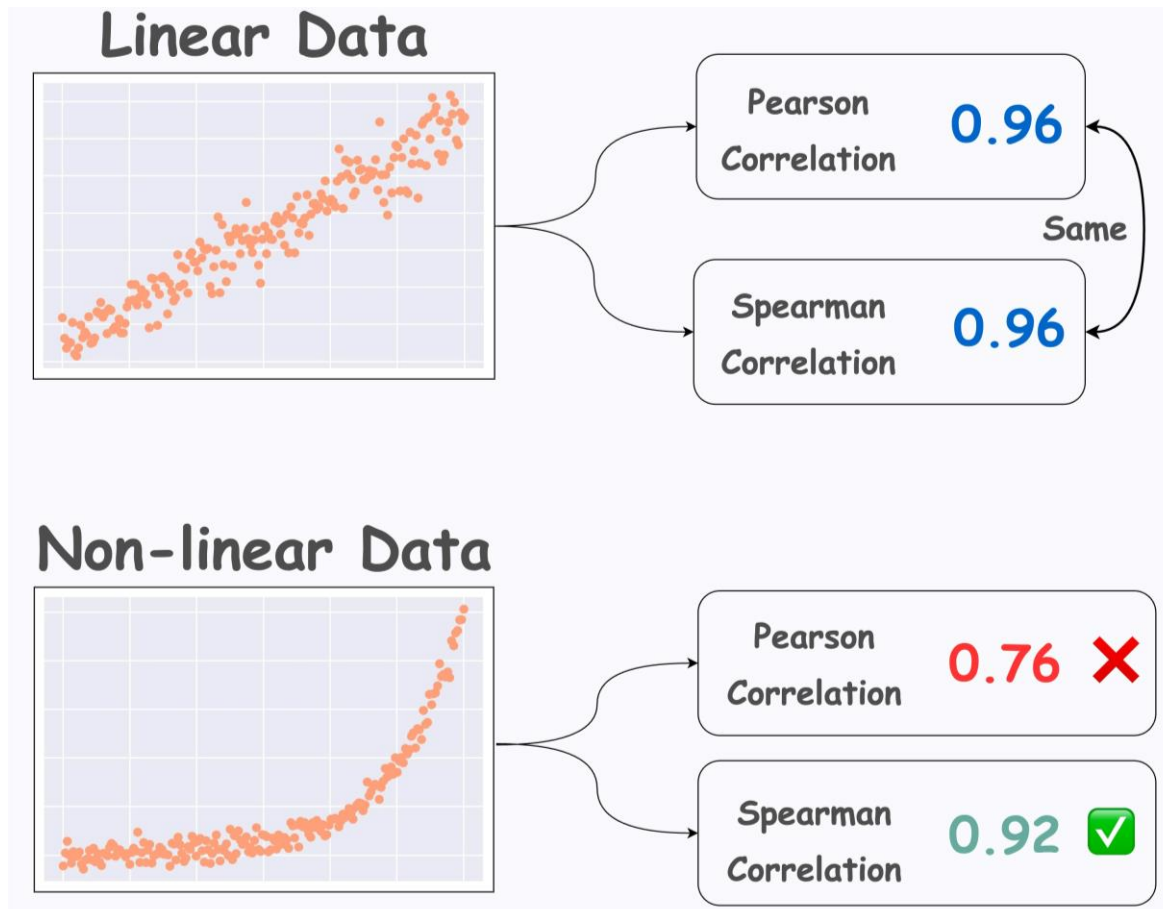 Linear Data
Pearson
Correlation
0.96
Same
Spearman
Correlation
0.96
Non-linear Data
Pearson
Correlation
0.76
Spearman
Correlation
0.92